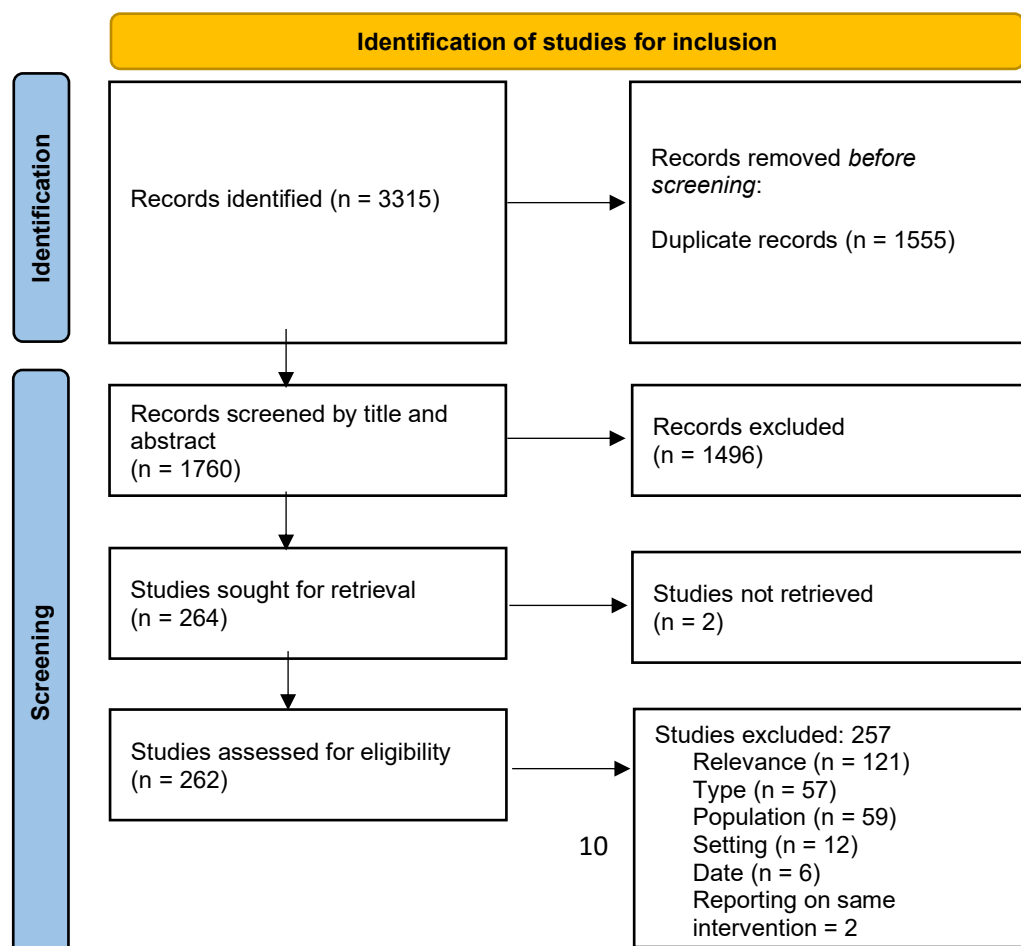 Identification of studies for inclusion
Identification
Records identified (n = 3315)
Records removed before
screening:
Duplicate records (n = 1555)
Screening
Records screened by title and
abstract
(n = 1760)
Records excluded
(n = 1496)
Studies sought for retrieval
(n = 264)
Studies not retrieved
(n = 2)
Studies assessed for eligibility
(n = 262)
Studies excluded: 257
Relevance (n = 121)
Type (n = 57)
Population (n = 59)
Setting (n = 12)
Date (n = 6)
Reporting on same
intervention = 2
10